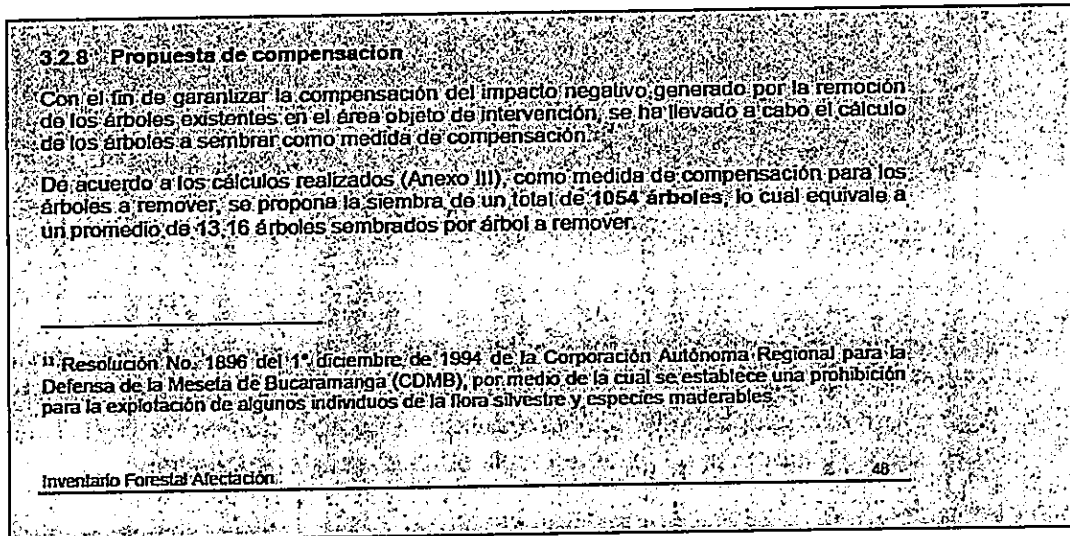 3.2.8 Propuesta de compensación
Con el fin de garantizar la compensación del impacto negativo generado por la remoción
de los árboles existentes en el área objeto de intervención, se ha llevado a cabo el cálculo
de los árboles a sembrar como medida de compensación.
De acuerdo a los cálculos realizados (Anexo III), como medida de compensación para los
árboles a remover, se propone la siembra de un total de 1054 árboles, lo cual equivale a
un promedio de 13,16 árboles sembrados por árbol a remover.
11 Resolución No. 1896 del 1° diciembre de 1994 de la Corporación Autónoma Regional para la
Defensa de la Meseta de Bucaramanga (CDMB), por medio de la cual se establece una prohibición
para la explotación de algunos individuos de la flora silvestre y especies maderables.
Inventario Forestal Afectación 48